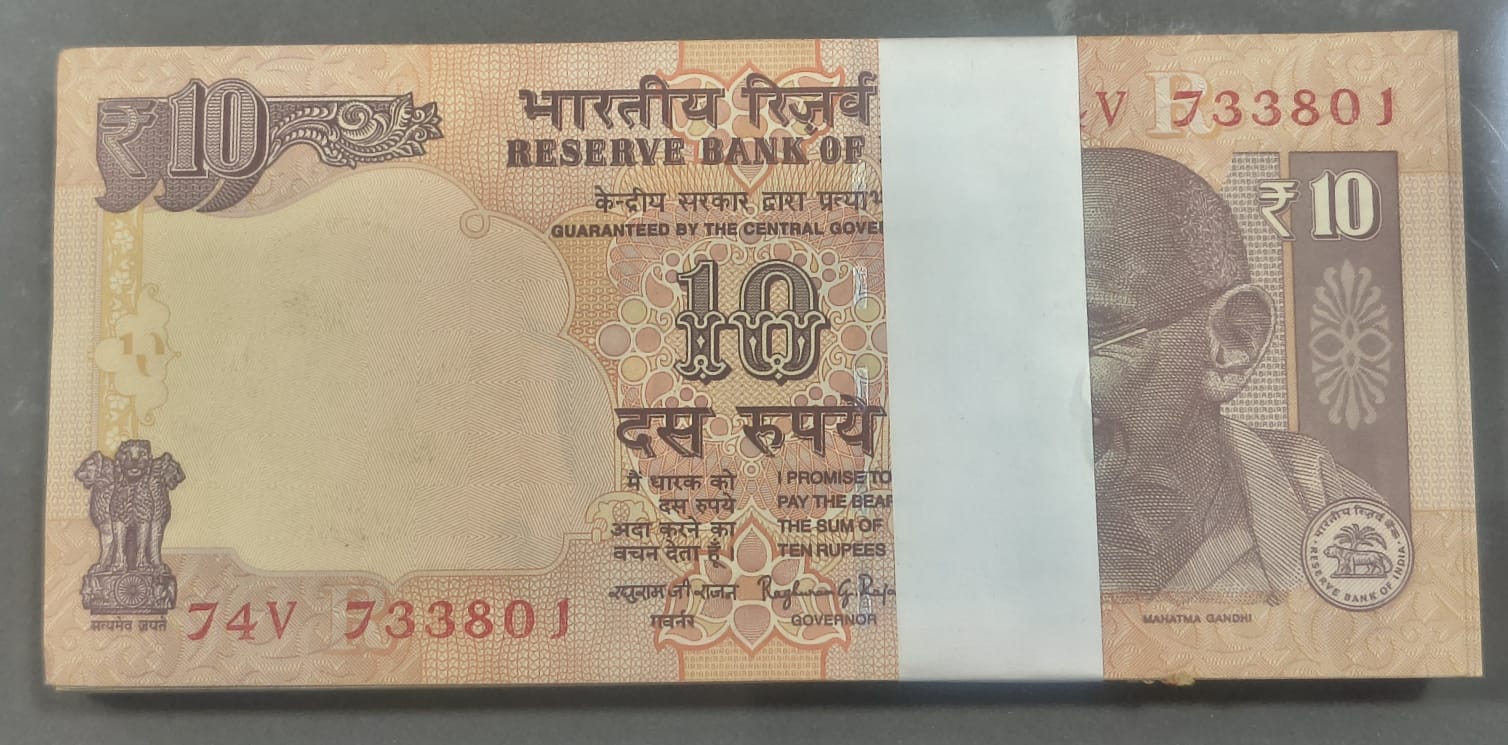 ₹10
भारतीय रिज़र्व
RESERVE BANK OF
केन्द्रीय सरकार द्वारा
GUARANTEED BY THE CENTRAL
10
दस रुपये
मैं धारक को
दस रुपये
अदा करने का
वचन देता हूँ।
I PROMISE TO
PAY THE
THE SUM OF
TEN RUPEES
रघुराम जी राजन
Raghuram G.
गवर्नर
GOVERNOR
सत्यमेव जयते
74V R 733801
V R 733801
₹10
भारतीय रिज़र्व बैंक
RESERVE BANK OF INDIA
MAHATMA GANDHI